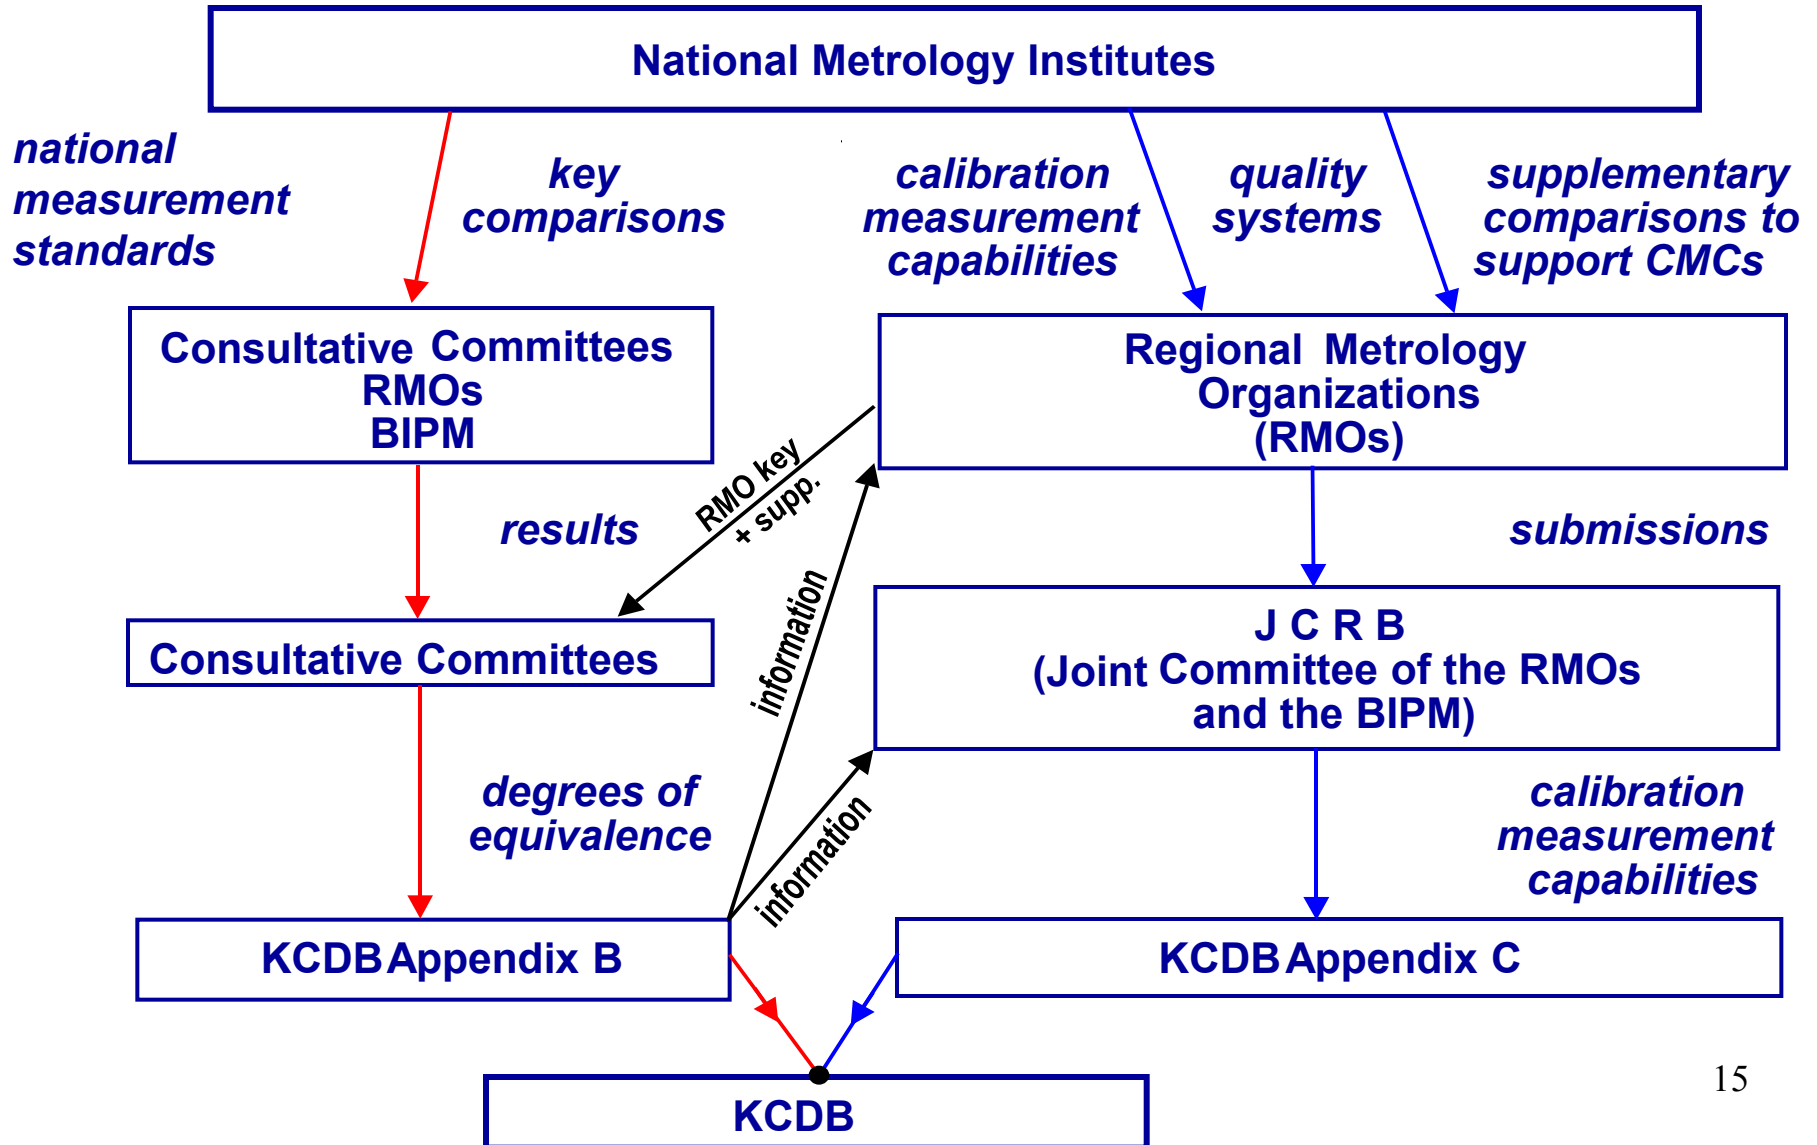 National Metrology Institutes
national
measurement
standards
key
comparisons
calibration
measurement
capabilities
quality
systems
supplementary
comparisons to
support CMCs
Consultative Committees
RMOs
BIPM
Regional Metrology
Organizations
(RMOs)
RMO key
+ supp.
results
submissions
information
Consultative Committees
J C R B
(Joint Committee of the RMOs
and the BIPM)
degrees of
equivalence
information
calibration
measurement
capabilities
KCDB Appendix B
KCDB Appendix C
KCDB
15